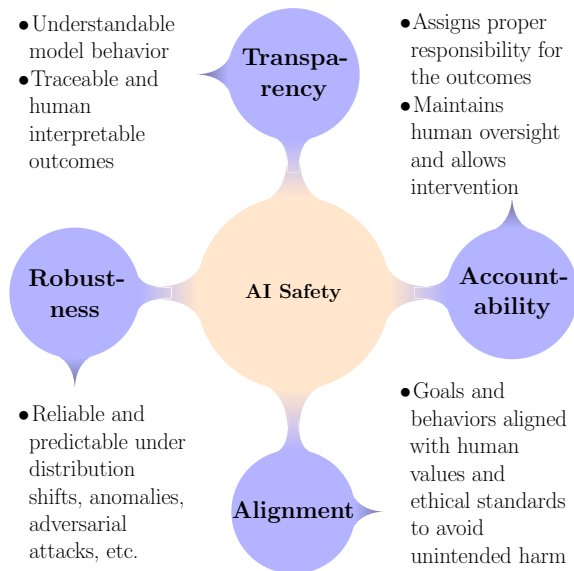 ●Understandable
model behavior
●Traceable and
human
interpretable
outcomes
Transpa-
rency
●Assigns proper
responsibility for
the outcomes
●Maintains
human oversight
and allows
intervention
Robust-
ness
AI Safety
Account-
ability
●Reliable and
predictable under
distribution
shifts, anomalies,
adversarial
attacks, etc.
Alignment
●Goals and
behaviors aligned
with human
values and
ethical standards
to avoid
unintended harm